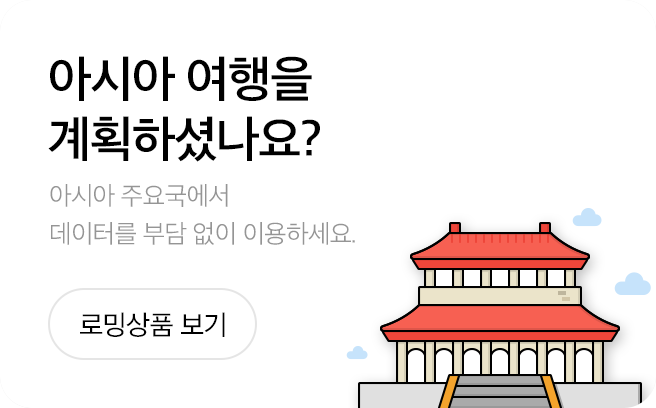 아시아 여행을
계획하셨나요?
아시아 주요국에서
데이터를 부담 없이 이용하세요.
로밍상품 보기